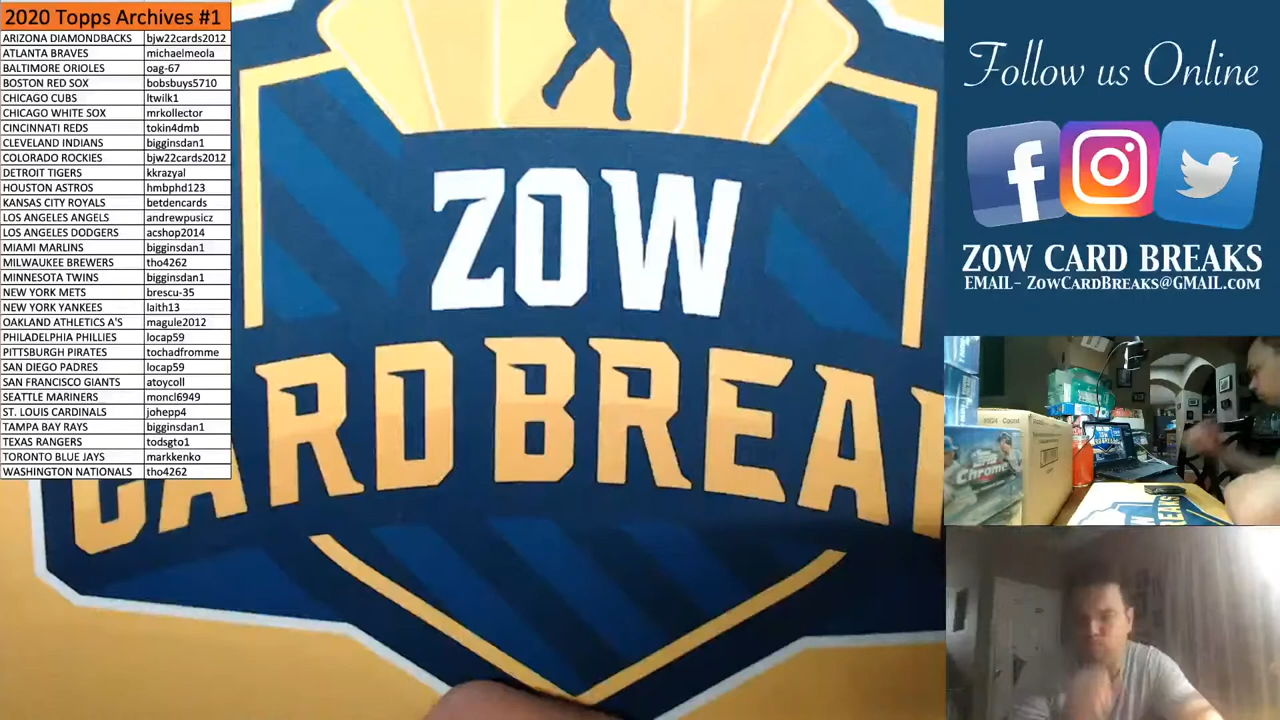 2020 Topps Archives #1
ARIZONA DIAMONDBACKS bjw22cards2012
ATLANTA BRAVES michaelmeola
BALTIMORE ORIOLES oag-67
BOSTON RED SOX bobsbuys5710
CHICAGO CUBS ltwilk1
CHICAGO WHITE SOX mrkollector
CINCINNATI REDS tokin4dmb
CLEVELAND INDIANS bigginsdan1
COLORADO ROCKIES bjw22cards2012
DETROIT TIGERS kkrazyal
HOUSTON ASTROS hmbphd123
KANSAS CITY ROYALS betdencards
LOS ANGELES ANGELS andrewpusicz
LOS ANGELES DODGERS acshop2014
MIAMI MARLINS bigginsdan1
MILWAUKEE BREWERS tho4262
MINNESOTA TWINS bigginsdan1
NEW YORK METS brescu-35
NEW YORK YANKEES laith13
OAKLAND ATHLETICS A'S magule2012
PHILADELPHIA PHILLIES locap59
PITTSBURGH PIRATES tochadfromme
SAN DIEGO PADRES locap59
SAN FRANCISCO GIANTS atoycoll
SEATTLE MARINERS moncl6949
ST. LOUIS CARDINALS johepp4
TAMPA BAY RAYS bigginsdan1
TEXAS RANGERS todsgto1
TORONTO BLUE JAYS markkenko
WASHINGTON NATIONALS tho4262
ZOW
CARD BREA
Follow us Online
ZOW CARD BREAKS
EMAIL- ZOWCARDBREAKS@GMAIL.COM
Chrome
ZOW